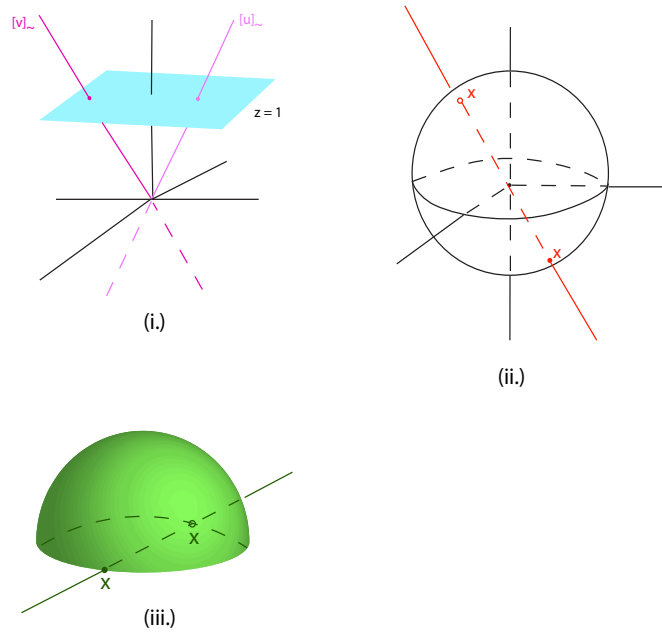 [v]~
[u]~
z = 1
(i.)
x
x
(ii.)
x
x
(iii.)